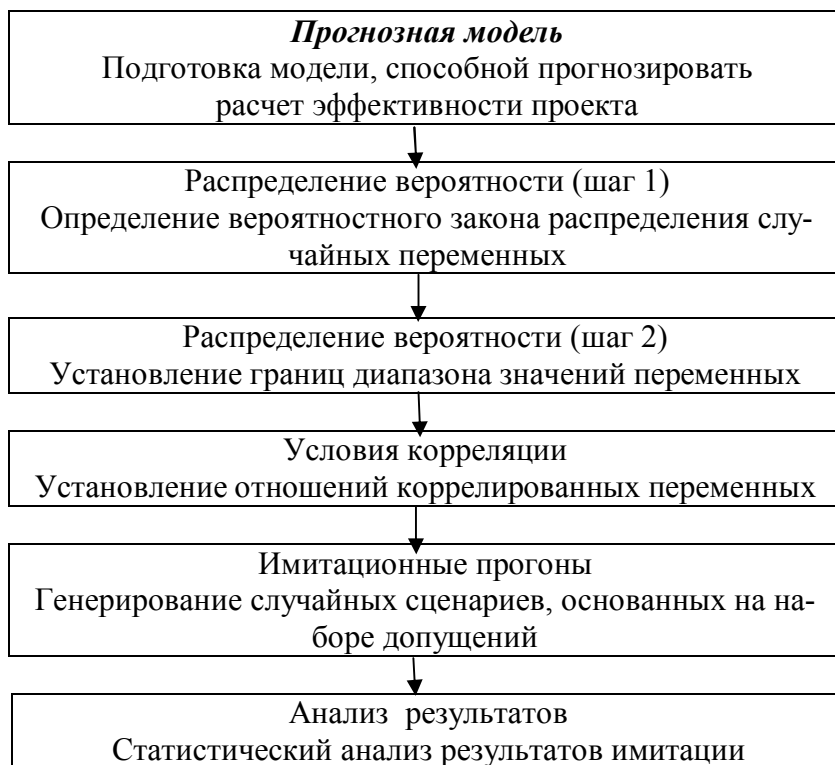 Прогнозная модель
Подготовка модели, способной прогнозировать
расчет эффективности проекта
Распределение вероятности (шаг 1)
Определение вероятностного закона распределения слу-
чайных переменных
Распределение вероятности (шаг 2)
Установление границ диапазона значений переменных
Условия корреляции
Установление отношений коррелированных переменных
Имитационные прогоны
Генерирование случайных сценариев, основанных на на-
боре допущений
Анализ результатов
Статистический анализ результатов имитации